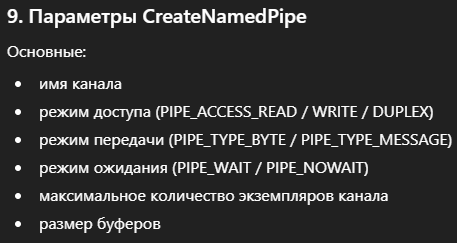 9. Параметры CreateNamedPipe
Основные:
• имя канала
• режим доступа (PIPE_ACCESS_READ / WRITE / DUPLEX)
• режим передачи (PIPE_TYPE_BYTE / PIPE_TYPE_MESSAGE)
• режим ожидания (PIPE_WAIT / PIPE_NOWAIT)
• максимальное количество экземпляров канала
• размер буферов